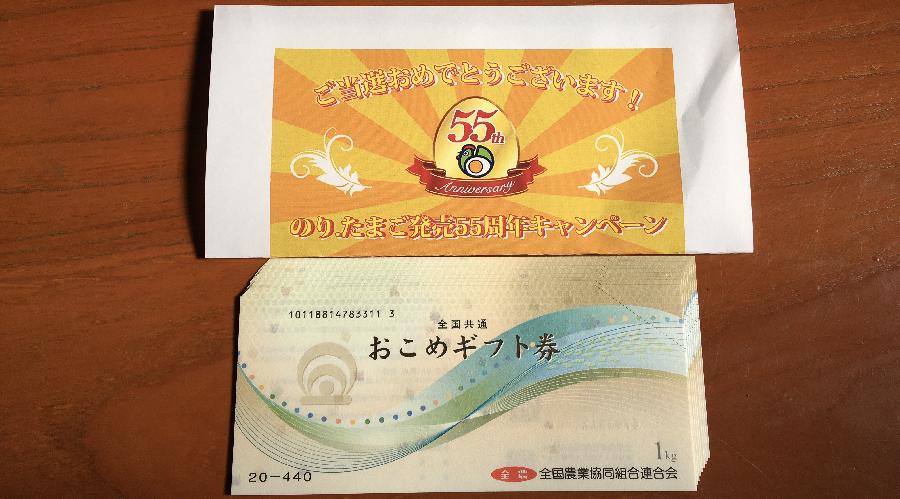 ご当選おめでとうございます!!
55th
Anniversary
のり.たまご発売55周年キャンペーン
10118814783311 3
全国共通
おこめギフト券
1kg
20-440
全農 全国農業協同組合連合会